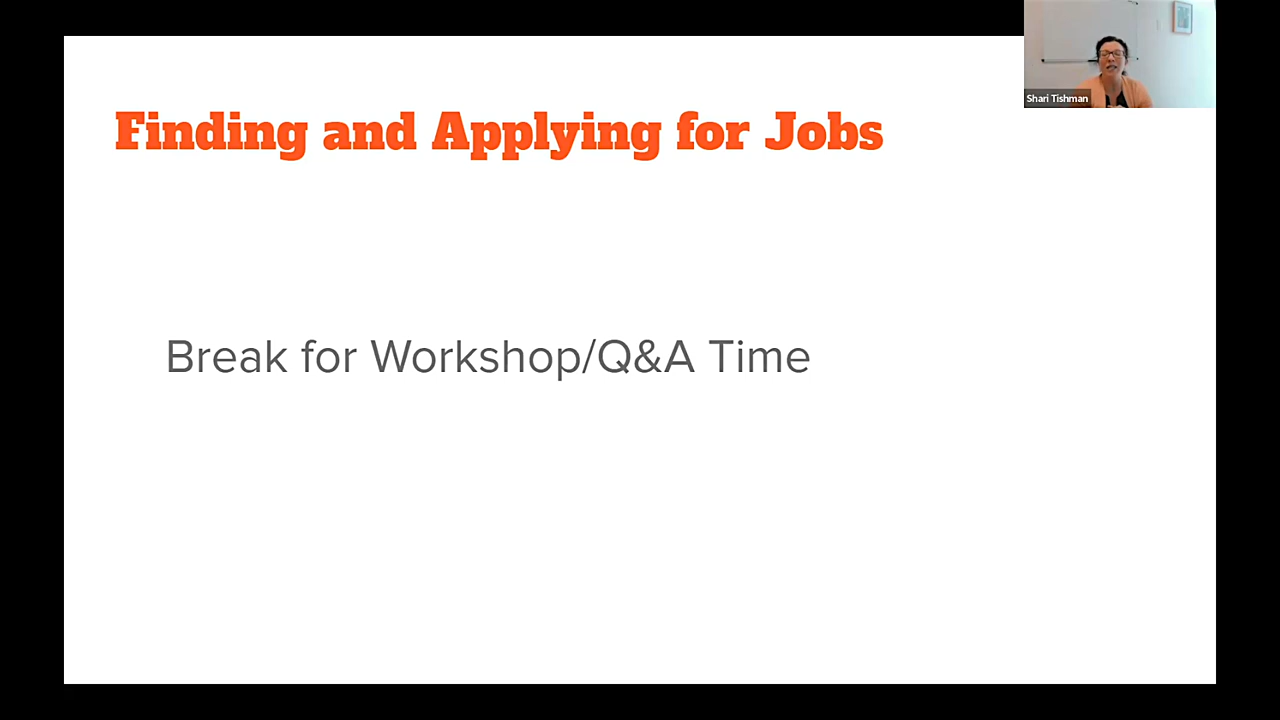 Shari Tishman
Finding and Applying for Jobs
Break for Workshop/Q&A Time